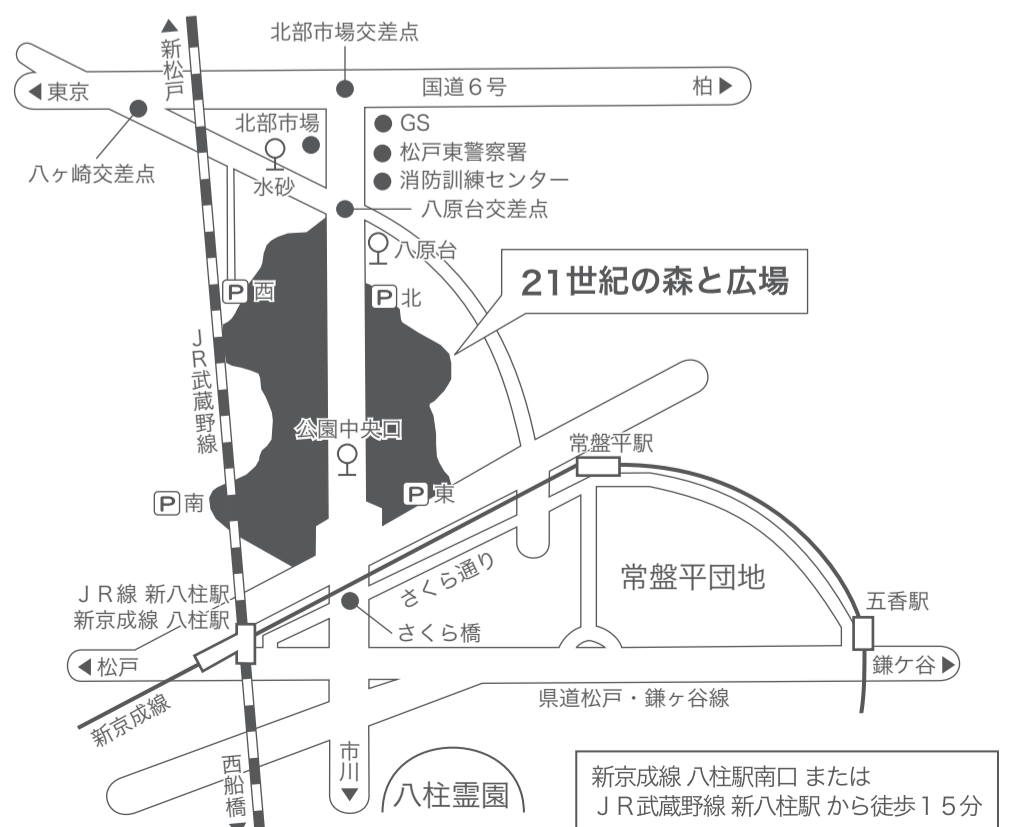 北部市場交差点
▲新松戸
◀東京
国道６号
柏▶
北部市場
GS
松戸東警察署
消防訓練センター
八ヶ崎交差点
水砂
八原台交差点
八原台
21世紀の森と広場
P西
P北
ＪＲ武蔵野線
公園中央口
常盤平駅
P東
P南
さくら通り
常盤平団地
ＪＲ線 新八柱駅
新京成線 八柱駅
五香駅
さくら橋
◀松戸
鎌ケ谷▶
県道松戸・鎌ヶ谷線
新京成線
市川▼
西船橋▼
八柱霊園
新京成線 八柱駅南口 または
ＪＲ武蔵野線 新八柱駅 から徒歩１５分